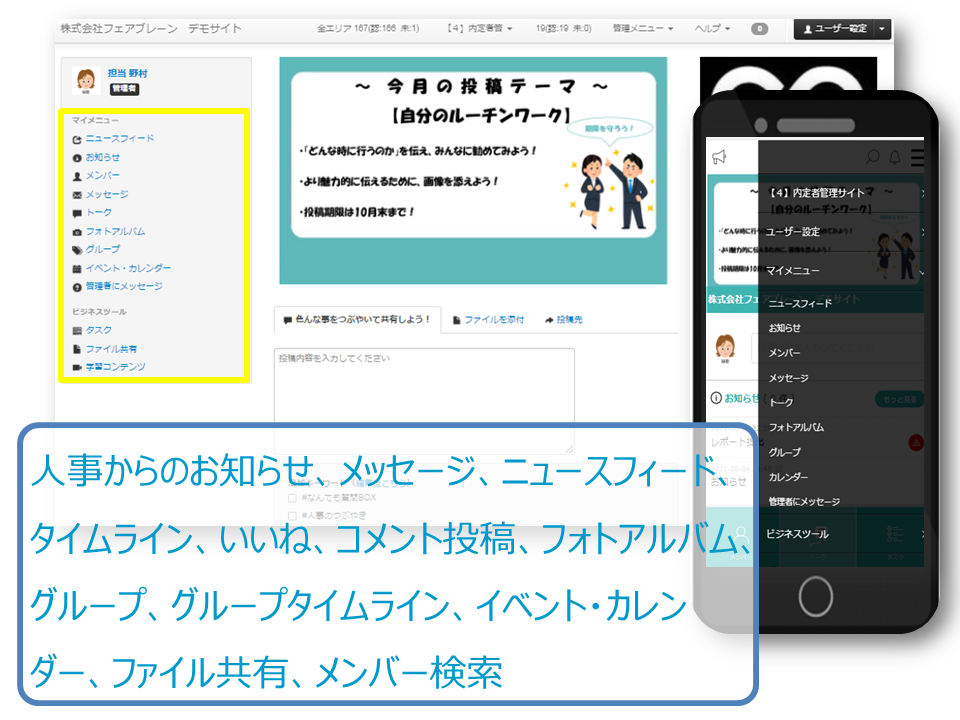 株式会社フェアブレーン デモサイト
全エリア 167(認:166 未:1) 【4】内定者管 19(認:19 未:0) 管理メニュー ヘルプ 0 ユーザー設定
担当 野村
管理者
マイメニュー
ニュースフィード
お知らせ
メンバー
メッセージ
トーク
フォトアルバム
グループ
イベント・カレンダー
管理者にメッセージ
ビジネスツール
タスク
ファイル共有
学習コンテンツ
～ 今月の投稿テーマ ～
【自分のルーチンワーク】
期限を守ろう！
・「どんな時に行うのか」を伝え、みんなに勧めてみよう！
・より魅力的に伝えるために、画像を添えよう！
・投稿期限は10月末まで！
色んな事をつぶやいて共有しよう！ ファイルを添付 投稿先
投稿内容を入力してください
#なんでも質問BOX
#人事のつぶやき
人事からのお知らせ、メッセージ、ニュースフィード、
タイムライン、いいね、コメント投稿、フォトアルバム、
グループ、グループタイムライン、イベント・カレン
ダー、ファイル共有、メンバー検索
【4】内定者管理サイト
ユーザー設定
マイメニュー
ニュースフィード
お知らせ
メンバー
メッセージ
トーク
フォトアルバム
グループ
カレンダー
管理者にメッセージ
ビジネスツール
株式会社フェ
お知らせ
もっと見る
お知らせ